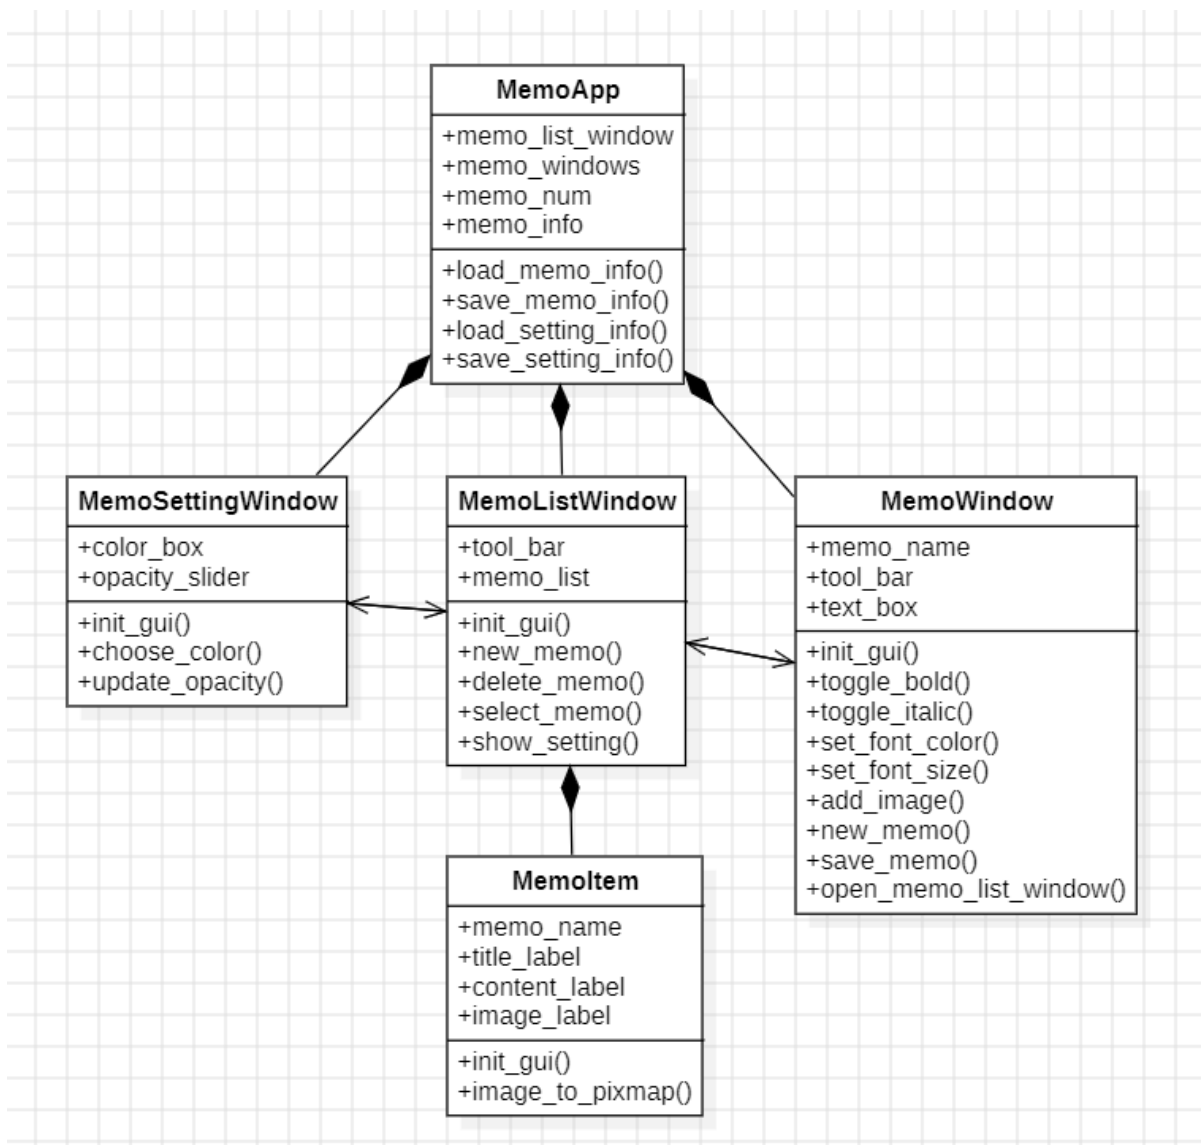 MemoApp
+memo_list_window
+memo_windows
+memo_num
+memo_info
+load_memo_info()
+save_memo_info()
+load_setting_info()
+save_setting_info()
MemoSettingWindow
+color_box
+opacity_slider
+init_gui()
+choose_color()
+update_opacity()
MemoListWindow
+tool_bar
+memo_list
+init_gui()
+new_memo()
+delete_memo()
+select_memo()
+show_setting()
MemoWindow
+memo_name
+tool_bar
+text_box
+init_gui()
+toggle_bold()
+toggle_italic()
+set_font_color()
+set_font_size()
+add_image()
+new_memo()
+save_memo()
+open_memo_list_window()
MemoItem
+memo_name
+title_label
+content_label
+image_label
+init_gui()
+image_to_pixmap()